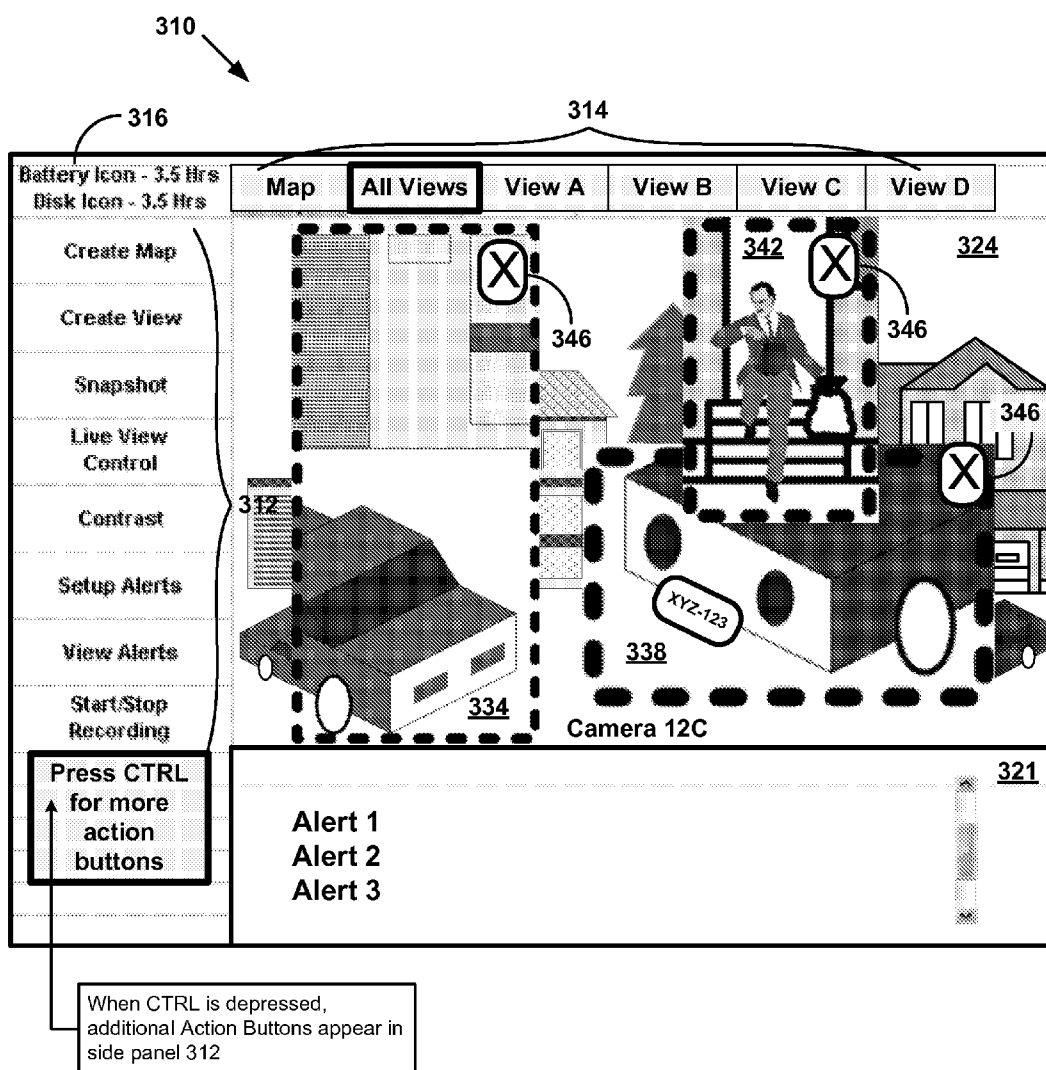 310
316
314
Battery Icon - 3.5 Hrs
Disk Icon - 3.5 Hrs
Map
All Views
View A
View B
View C
View D
Create Map
Create View
Snapshot
Live View
Control
Contrast
Setup Alerts
View Alerts
Start/Stop
Recording
312
X
346
342
X
346
324
346
X
XYZ-123
338
334
Camera 12C
Press CTRL
for more
action
buttons
321
Alert 1
Alert 2
Alert 3
When CTRL is depressed,
additional Action Buttons appear in
side panel 312